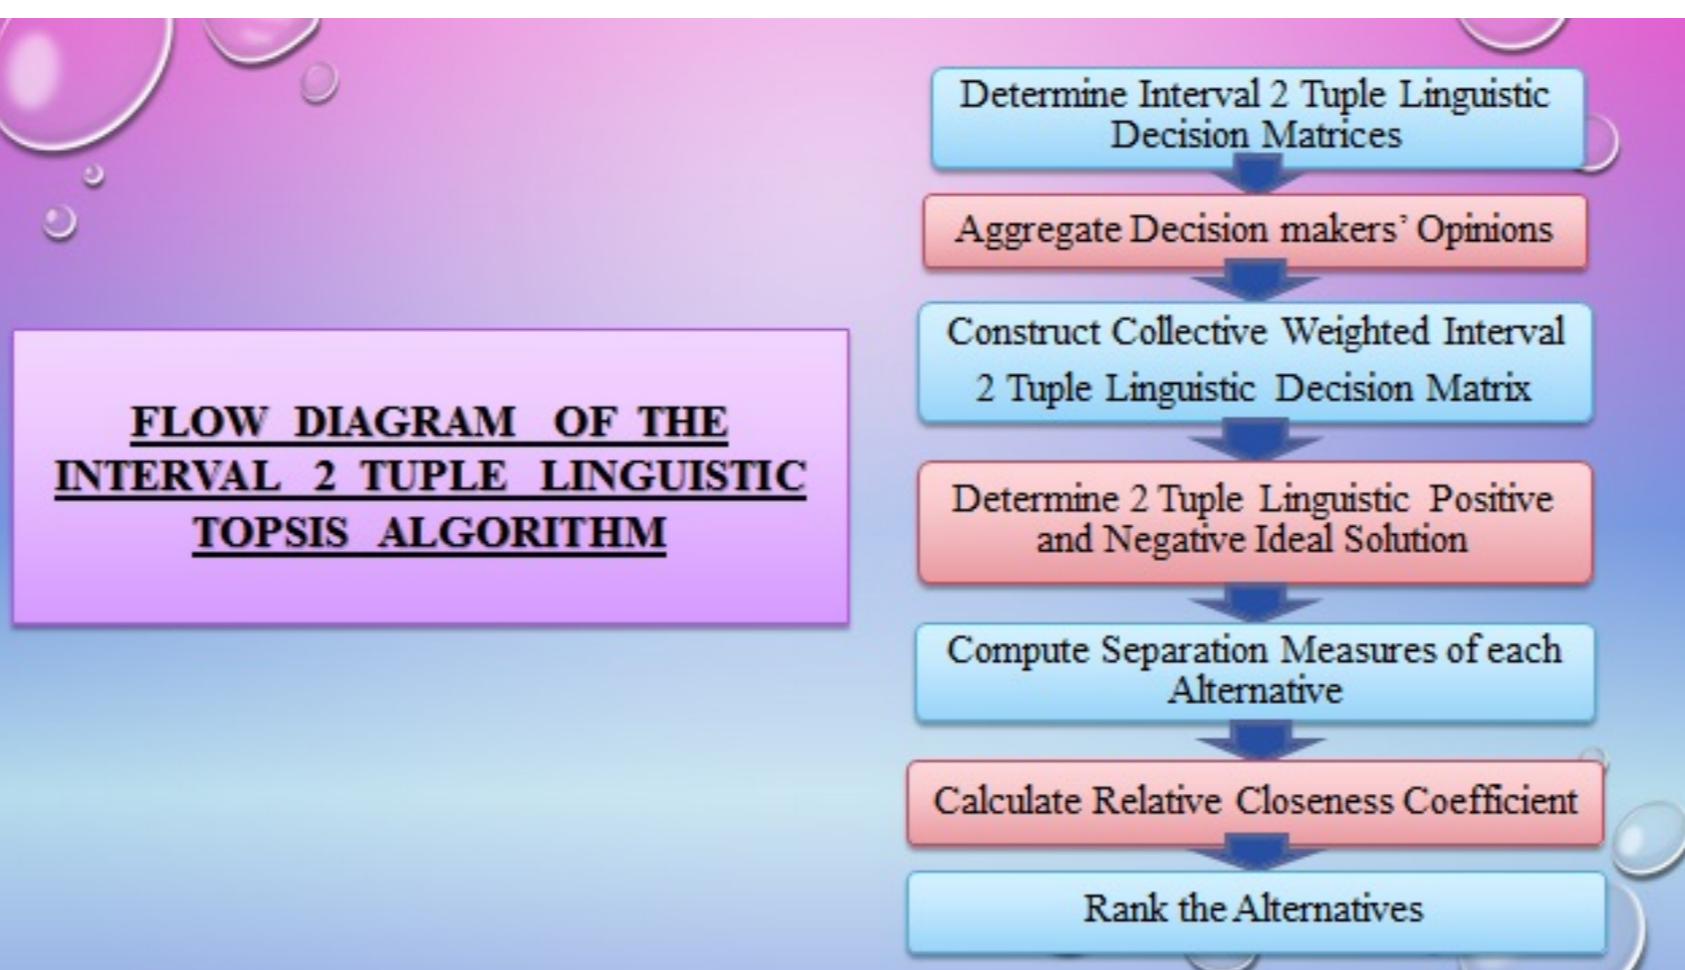 FLOW DIAGRAM OF THE
INTERVAL 2 TUPLE LINGUISTIC
TOPSIS ALGORITHM
Determine Interval 2 Tuple Linguistic
Decision Matrices
Aggregate Decision makers’ Opinions
Construct Collective Weighted Interval
2 Tuple Linguistic Decision Matrix
Determine 2 Tuple Linguistic Positive
and Negative Ideal Solution
Compute Separation Measures of each
Alternative
Calculate Relative Closeness Coefficient
Rank the Alternatives